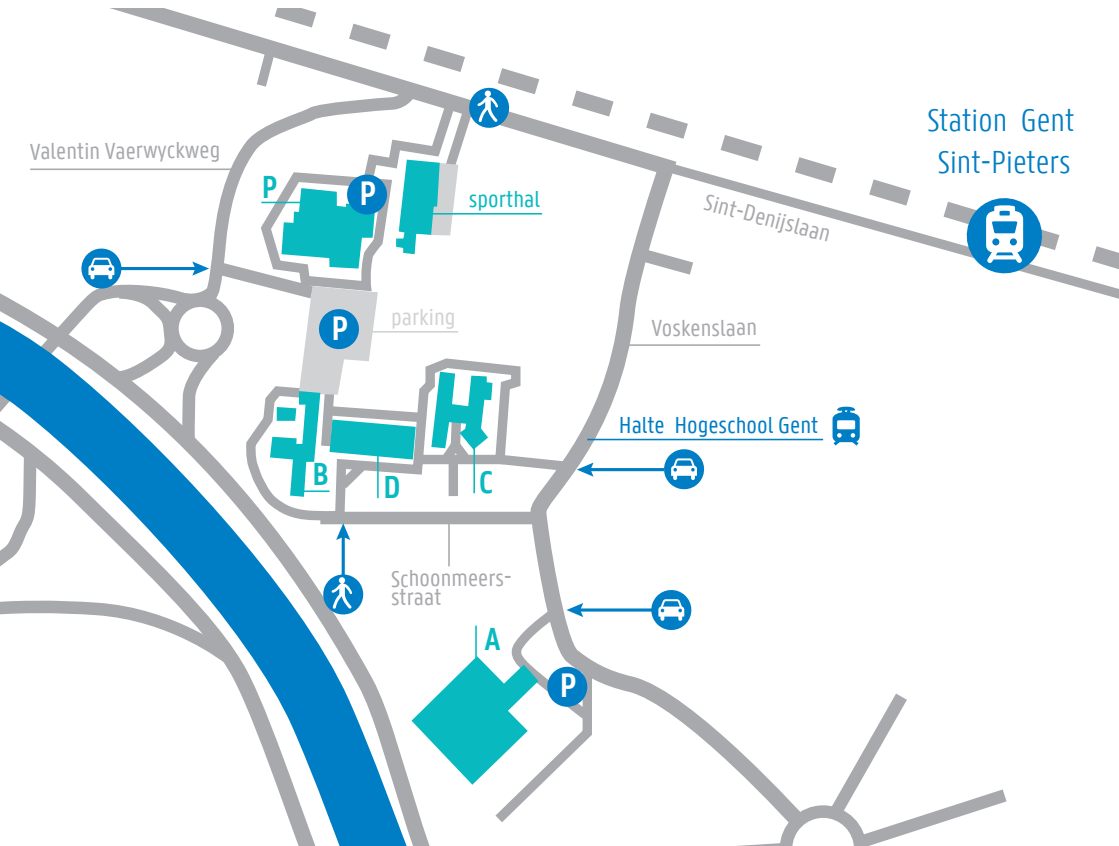 Station Gent
Sint-Pieters
Valentin Vaerwyckweg
P
P
sporthal
Sint-Denijslaan
parking
P
Voskenslaan
Halte Hogeschool Gent
B
D
C
Schoonmeers-
straat
A
P